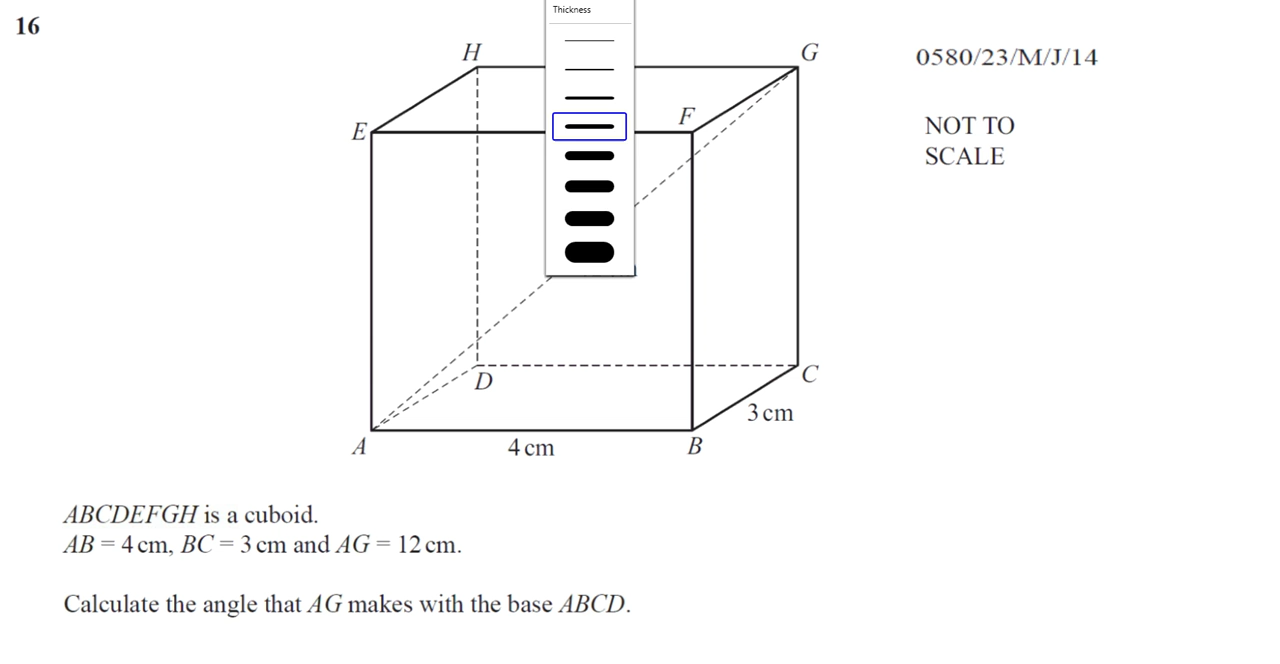 16
Thickness
H
G
0580/23/M/J/14
E
F
NOT TO
SCALE
D
C
3 cm
A
4 cm
B
ABCDEFGH is a cuboid.
AB = 4 cm, BC = 3 cm and AG = 12 cm.
Calculate the angle that AG makes with the base ABCD.